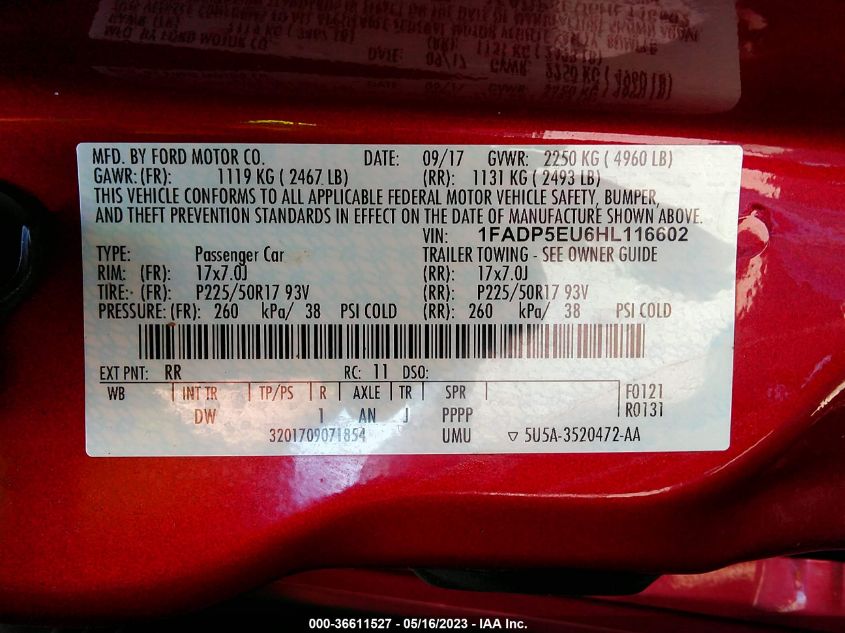 MFD. BY FORD MOTOR CO. DATE: 09/17 GVWR: 2250 KG ( 4960 LB)
GAWR: (FR): 1119 KG ( 2467 LB) (RR): 1131 KG ( 2493 LB)
THIS VEHICLE CONFORMS TO ALL APPLICABLE FEDERAL MOTOR VEHICLE SAFETY, BUMPER,
AND THEFT PREVENTION STANDARDS IN EFFECT ON THE DATE OF MANUFACTURE SHOWN ABOVE.
VIN: 1FADP5EU6HL116602
TYPE: Passenger Car TRAILER TOWING - SEE OWNER GUIDE
RIM: (FR): 17x7.0J (RR): 17x7.0J
TIRE: (FR): P225/50R17 93V (RR): P225/50R17 93V
PRESSURE: (FR): 260 kPa/ 38 PSI COLD (RR): 260 kPa/ 38 PSI COLD
EXT PNT: RR RC: 11 DSO:
WB INT TR TP/PS R AXLE TR SPR F0121
DW 1 AN J PPPP R0131
3201709071854 UMU ▽ 5U5A-3520472-AA
000-36611527 - 05/16/2023 - IAA Inc.